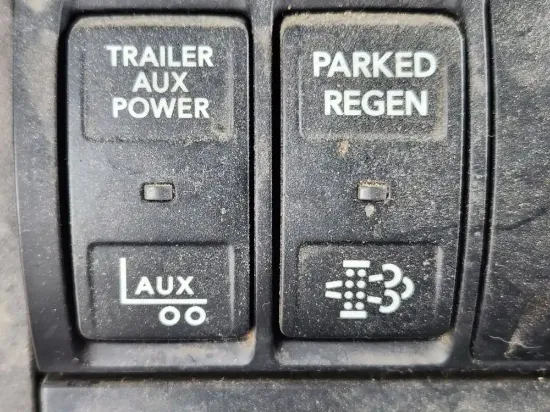 TRAILER
AUX
POWER
AUX
PARKED
REGEN